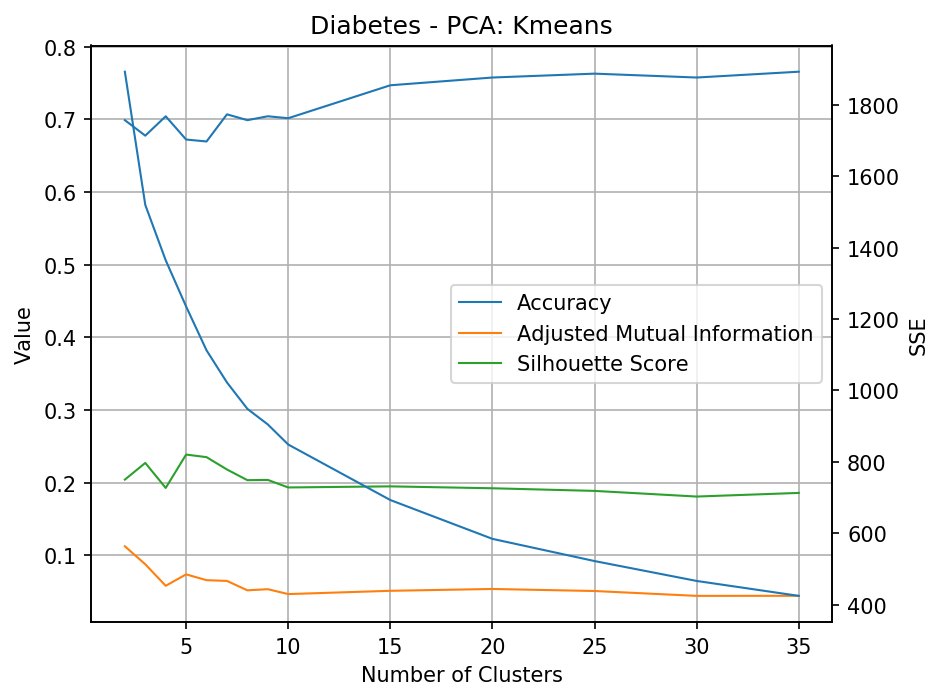 Diabetes - PCA: Kmeans
0.8
0.7
0.6
0.5
0.4
0.3
0.2
0.1
Value
1800
1600
1400
1200
1000
800
600
400
SSE
Accuracy
Adjusted Mutual Information
Silhouette Score
5 10 15 20 25 30 35
Number of Clusters